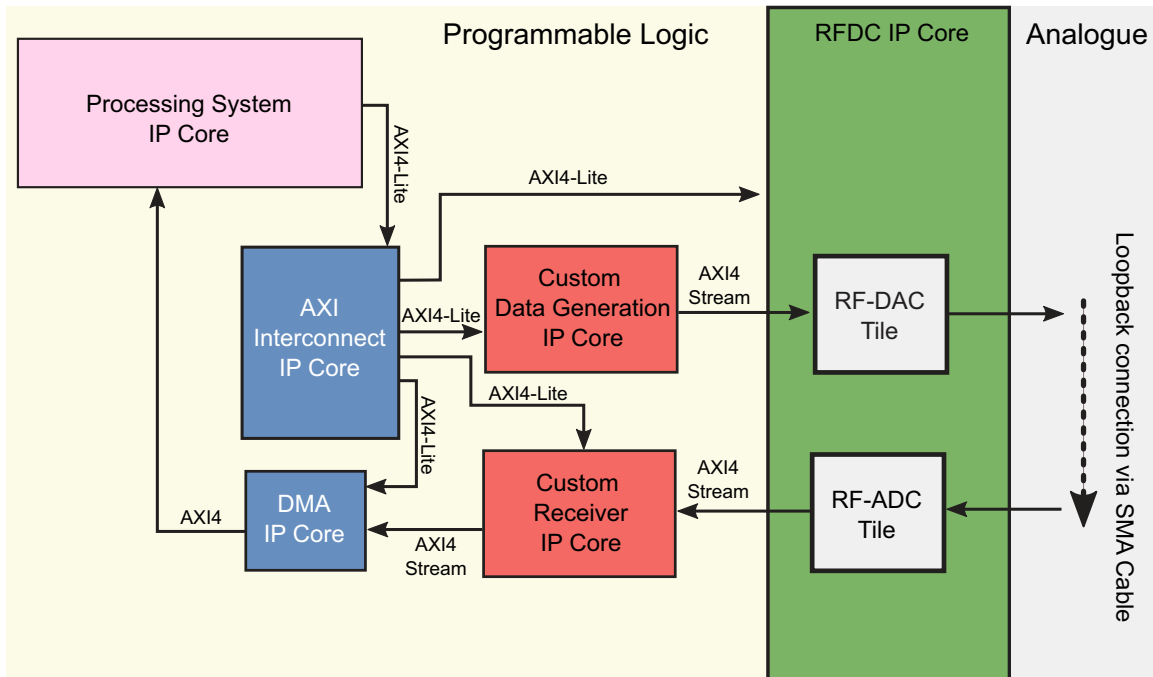 Programmable Logic
RFDC IP Core
Analogue
Processing System
IP Core
AXI4-Lite
AXI4-Lite
AXI
Interconnect
IP Core
AXI4-Lite
Custom
Data Generation
IP Core
AXI4
Stream
RF-DAC
Tile
AXI4-Lite
AXI4-Lite
DMA
IP Core
AXI4
AXI4
Stream
Custom
Receiver
IP Core
AXI4
Stream
RF-ADC
Tile
Loopback connection via SMA Cable